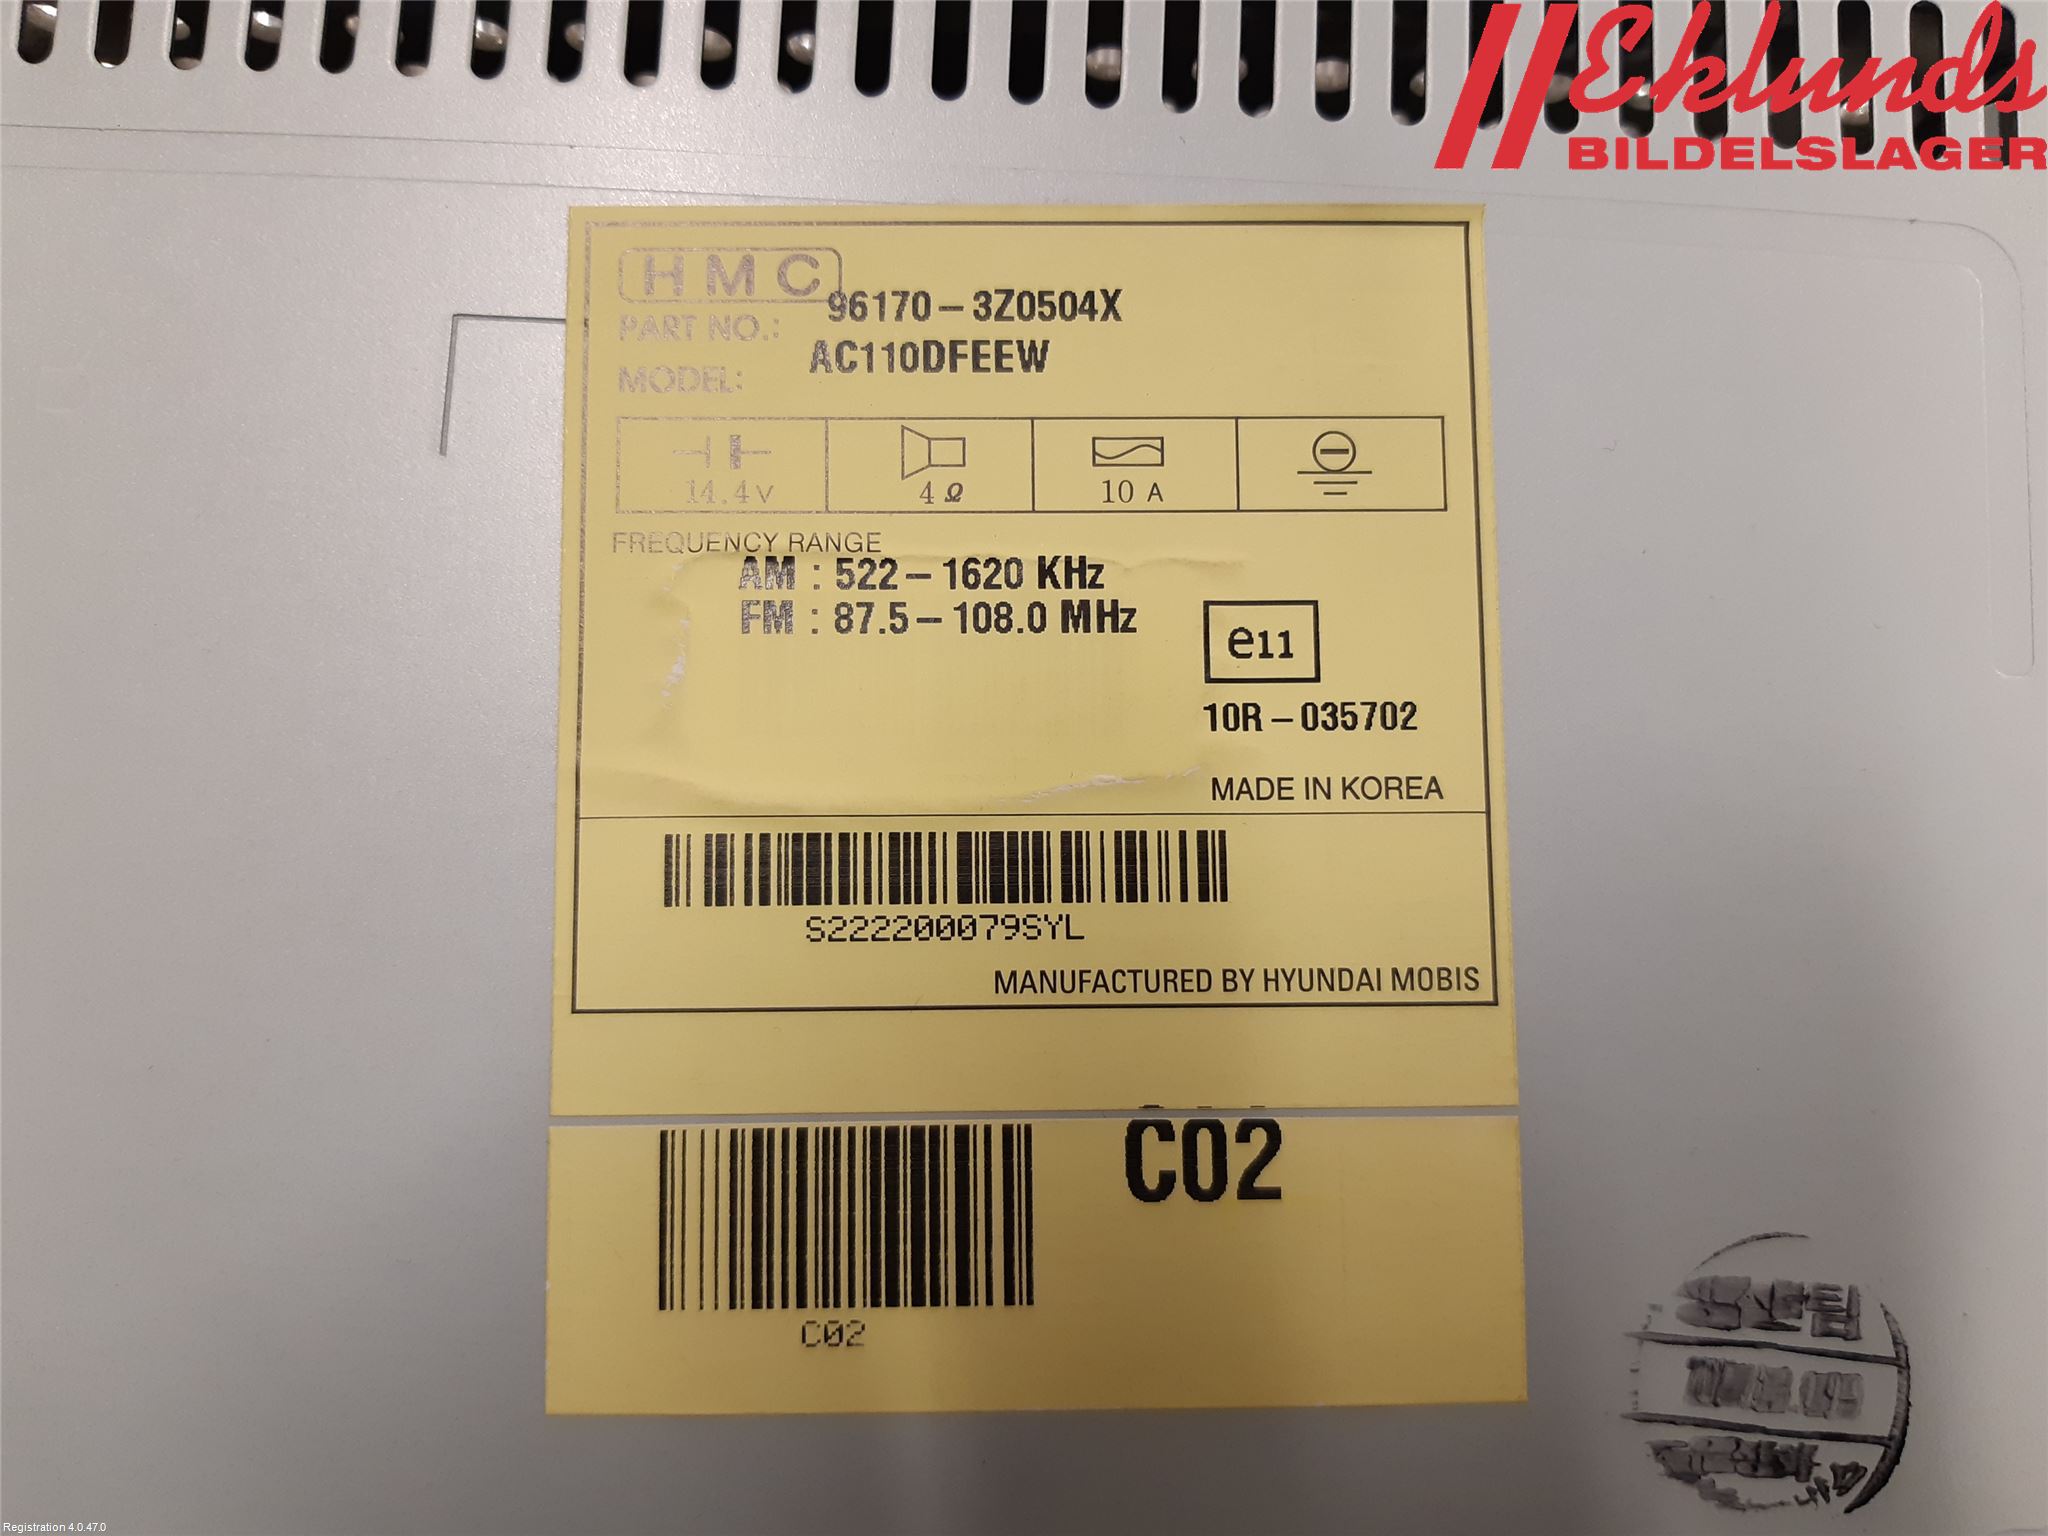 Eklunds
BILDELSLAGER
HMC
PART NO.: 96170-3Z0504X
MODEL: AC110DFEEW
14.4V
4Ω
10 A
FREQUENCY RANGE
AM : 522-1620 KHz
FM : 87.5-108.0 MHz
e11
10R-035702
MADE IN KOREA
S222200079SYL
MANUFACTURED BY HYUNDAI MOBIS
C02
C02
Registration 4.0.47.0